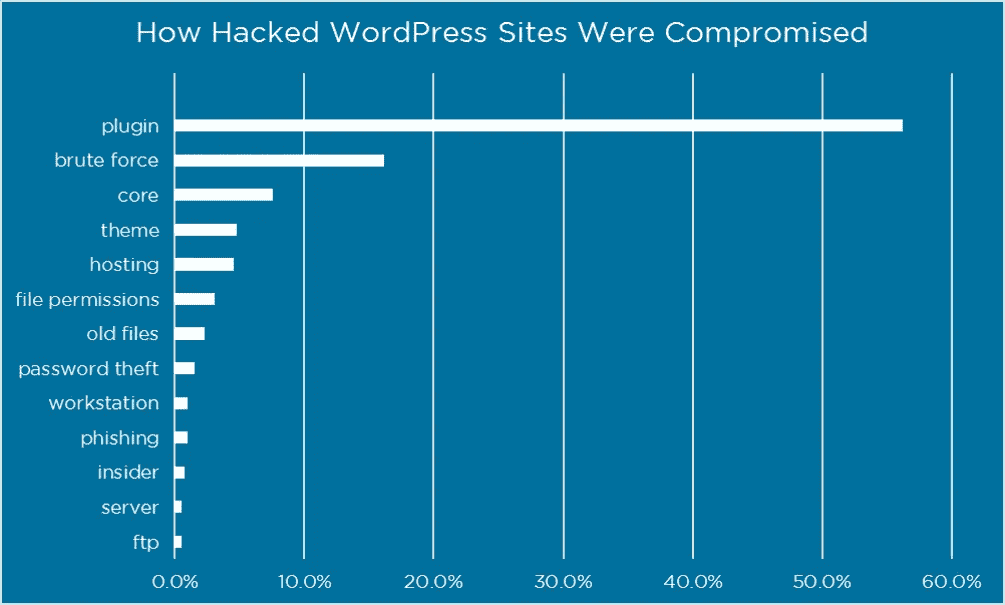 How Hacked WordPress Sites Were Compromised
plugin
brute force
core
theme
hosting
file permissions
old files
password theft
workstation
phishing
insider
server
ftp
0.0% 10.0% 20.0% 30.0% 40.0% 50.0% 60.0%